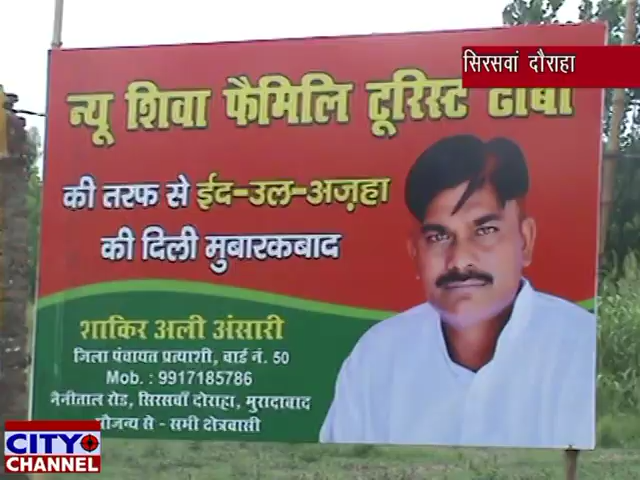 सिरसवां दौराहा
न्यू शिवा फैमिलि टूरिस्ट ढाबा
की तरफ से ईद-उल-अज़हा
की दिली मुबारकबाद
शाकिर अली अंसारी
जिला पंचायत प्रत्याशी, वार्ड नं. 50
Mob. : 9917185786
नैनीताल रोड, सिरसवाँ दोराहा, मुरादाबाद
सौजन्य से - सभी क्षेत्रवासी
CITY
CHANNEL